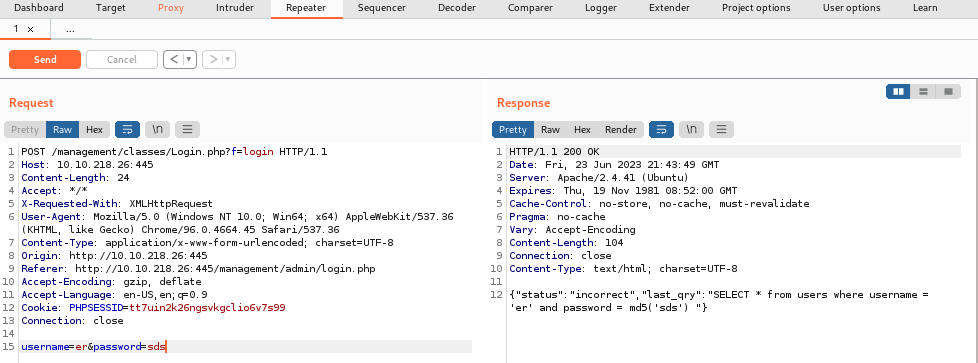 Dashboard Target Proxy Intruder Repeater Sequencer Decoder Comparer Logger Extender Project options User options Learn
1 × ...
Send Cancel < >
Request
Pretty Raw Hex \n
1 POST /management/classes/Login.php?f=login HTTP/1.1
2 Host: 10.10.218.26:445
3 Content-Length: 24
4 Accept: */*
5 X-Requested-With: XMLHttpRequest
6 User-Agent: Mozilla/5.0 (Windows NT 10.0; Win64; x64) AppleWebKit/537.36
(KHTML, like Gecko) Chrome/96.0.4664.45 Safari/537.36
7 Content-Type: application/x-www-form-urlencoded; charset=UTF-8
8 Origin: http://10.10.218.26:445
9 Referer: http://10.10.218.26:445/management/admin/login.php
10 Accept-Encoding: gzip, deflate
11 Accept-Language: en-US,en;q=0.9
12 Cookie: PHPSESSID=tt7uin2k26ngsvkgclio6v7s99
13 Connection: close
14
15 username=er&password=sds
Response
Pretty Raw Hex Render \n
1 HTTP/1.1 200 OK
2 Date: Fri, 23 Jun 2023 21:43:49 GMT
3 Server: Apache/2.4.41 (Ubuntu)
4 Expires: Thu, 19 Nov 1981 08:52:00 GMT
5 Cache-Control: no-store, no-cache, must-revalidate
6 Pragma: no-cache
7 Vary: Accept-Encoding
8 Content-Length: 104
9 Connection: close
10 Content-Type: text/html; charset=UTF-8
11
12 {"status":"incorrect","last_qry":"SELECT * from users where username =
'er' and password = md5('sds') "}